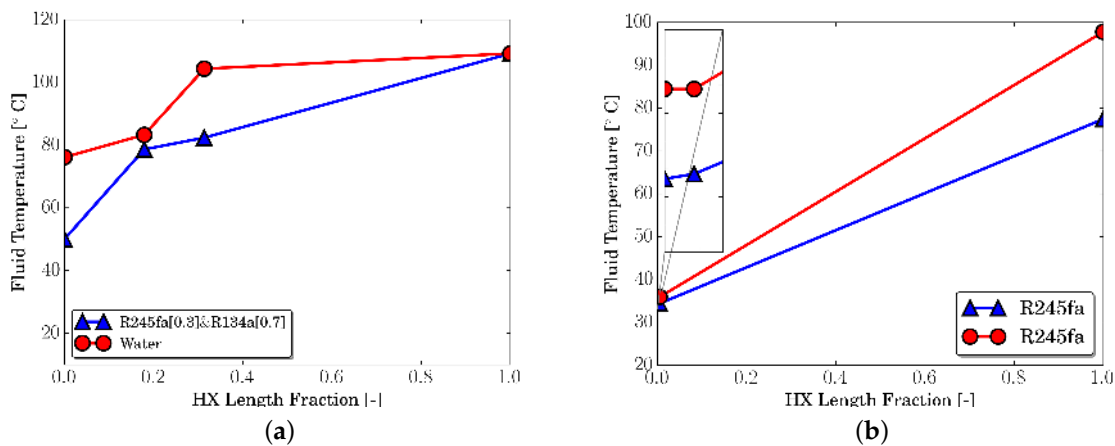 120
100
80
60
40
20
Fluid Temperature [° C]
R245fa[0.3]&R134a[0.7]
Water
0.0 0.2 0.4 0.6 0.8 1.0
HX Length Fraction [-]
(a)
100
90
80
70
60
50
40
30
20
Fluid Temperature [° C]
R245fa
R245fa
0.0 0.2 0.4 0.6 0.8 1.0
HX Length Fraction [-]
(b)